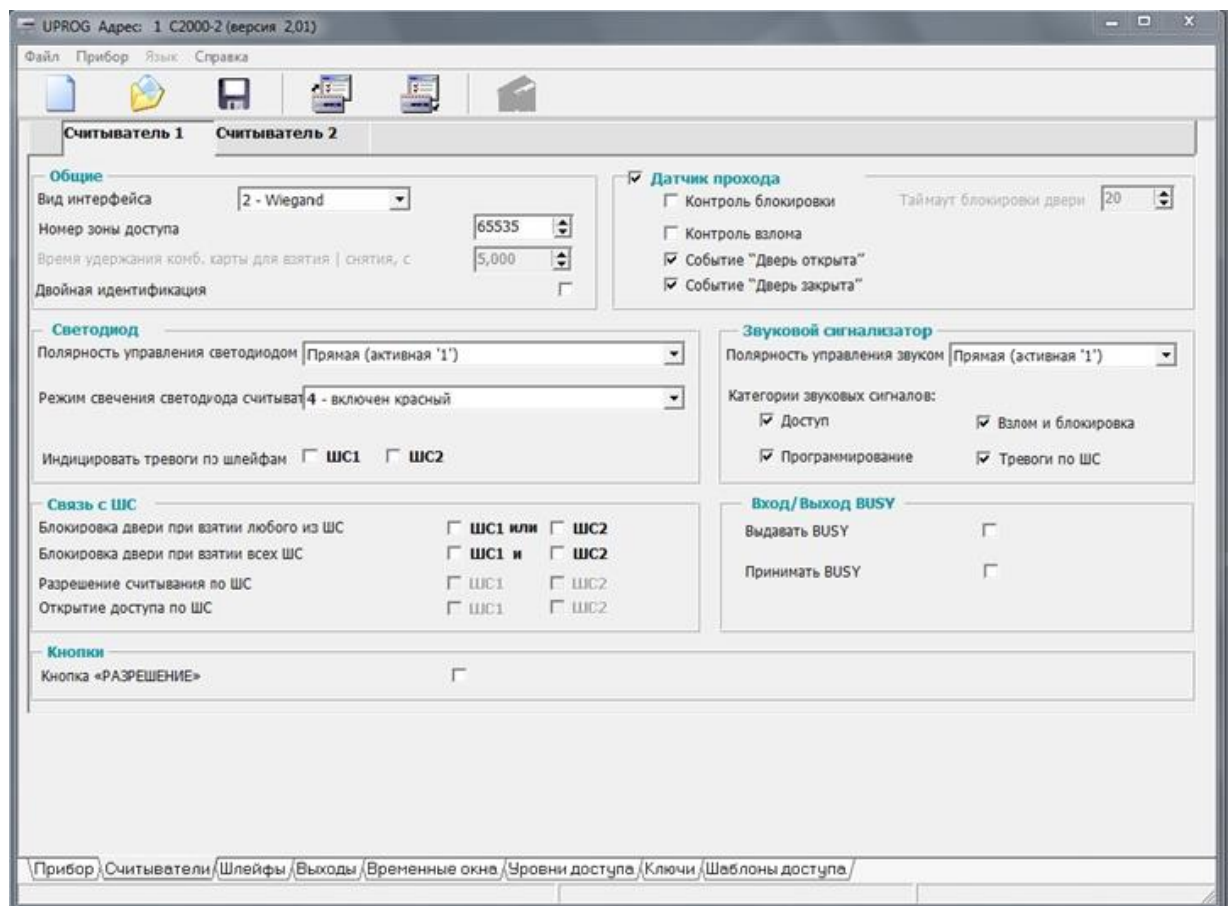 UPROG Адрес: 1 С2000-2 (версия 2,01)
Файл Прибор Язык Справка
Считыватель 1 Считыватель 2
Общие
Вид интерфейса 2 - Wiegand
Номер зоны доступа 65535
Время удержания комб. карты для взятия | снятия, с 5,000
Двойная идентификация
Датчик прохода
Контроль блокировки Таймаут блокировки двери 20
Контроль взлома
Событие "Дверь открыта"
Событие "Дверь закрыта"
Светодиод
Полярность управления светодиодом Прямая (активная '1')
Режим свечения светодиода считыват 4 - включен красный
Индицировать тревоги по шлейфам ШС1 ШС2
Звуковой сигнализатор
Полярность управления звуком Прямая (активная '1')
Категории звуковых сигналов:
Доступ Взлом и блокировка
Программирование Тревоги по ШС
Связь с ШС
Блокировка двери при взятии любого из ШС ШС1 или ШС2
Блокировка двери при взятии всех ШС ШС1 и ШС2
Разрешение считывания по ШС ШС1 ШС2
Открытие доступа по ШС ШС1 ШС2
Вход/Выход BUSY
Выдавать BUSY
Принимать BUSY
Кнопки
Кнопка «РАЗРЕШЕНИЕ»
Прибор Считыватели Шлейфы Выходы Временные окна Уровни доступа Ключи Шаблоны доступа